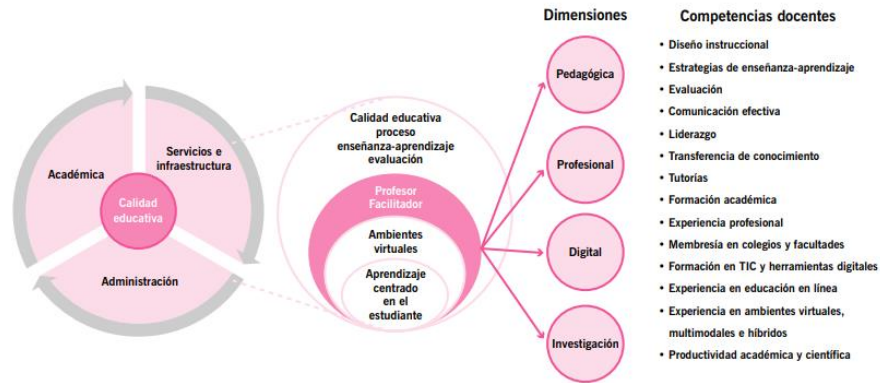 Académica
Servicios e
infraestructura
Calidad
educativa
Administración
Calidad educativa
proceso
enseñanza-aprendizaje
evaluación
Profesor
Facilitador
Ambientes
virtuales
Aprendizaje
centrado
en el
estudiante
Dimensiones
Pedagógica
Profesional
Digital
Investigación
Competencias docentes
• Diseño instruccional
• Estrategias de enseñanza-aprendizaje
• Evaluación
• Comunicación efectiva
• Liderazgo
• Transferencia de conocimiento
• Tutorías
• Formación académica
• Experiencia profesional
• Membresía en colegios y facultades
• Formación en TIC y herramientas digitales
• Experiencia en educación en línea
• Experiencia en ambientes virtuales,
multimodales e híbridos
• Productividad académica y científica